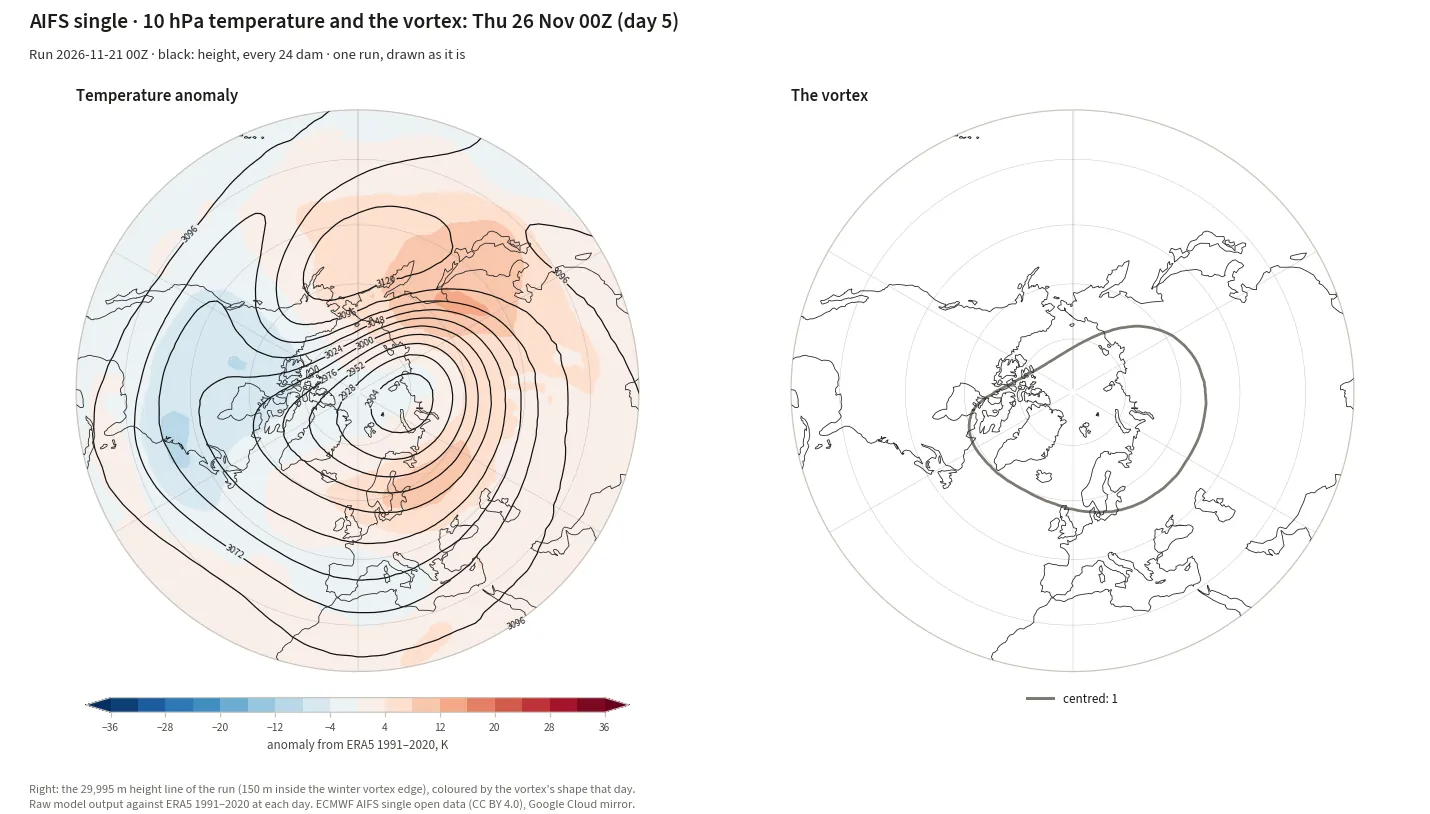 AIFS single · 10 hPa temperature and the vortex: Thu 26 Nov 00Z (day 5)
Run 2026-11-21 00Z · black: height, every 24 dam · one run, drawn as it is
Temperature anomaly
The vortex
3096
3096
3120
3096
3048
3000
3024
2952
2976
2928
2904
3072
3096
centred: 1
−36 −28 −20 −12 −4 4 12 20 28 36
anomaly from ERA5 1991–2020, K
Right: the 29,995 m height line of the run (150 m inside the winter vortex edge), coloured by the vortex's shape that day.
Raw model output against ERA5 1991–2020 at each day. ECMWF AIFS single open data (CC BY 4.0), Google Cloud mirror.